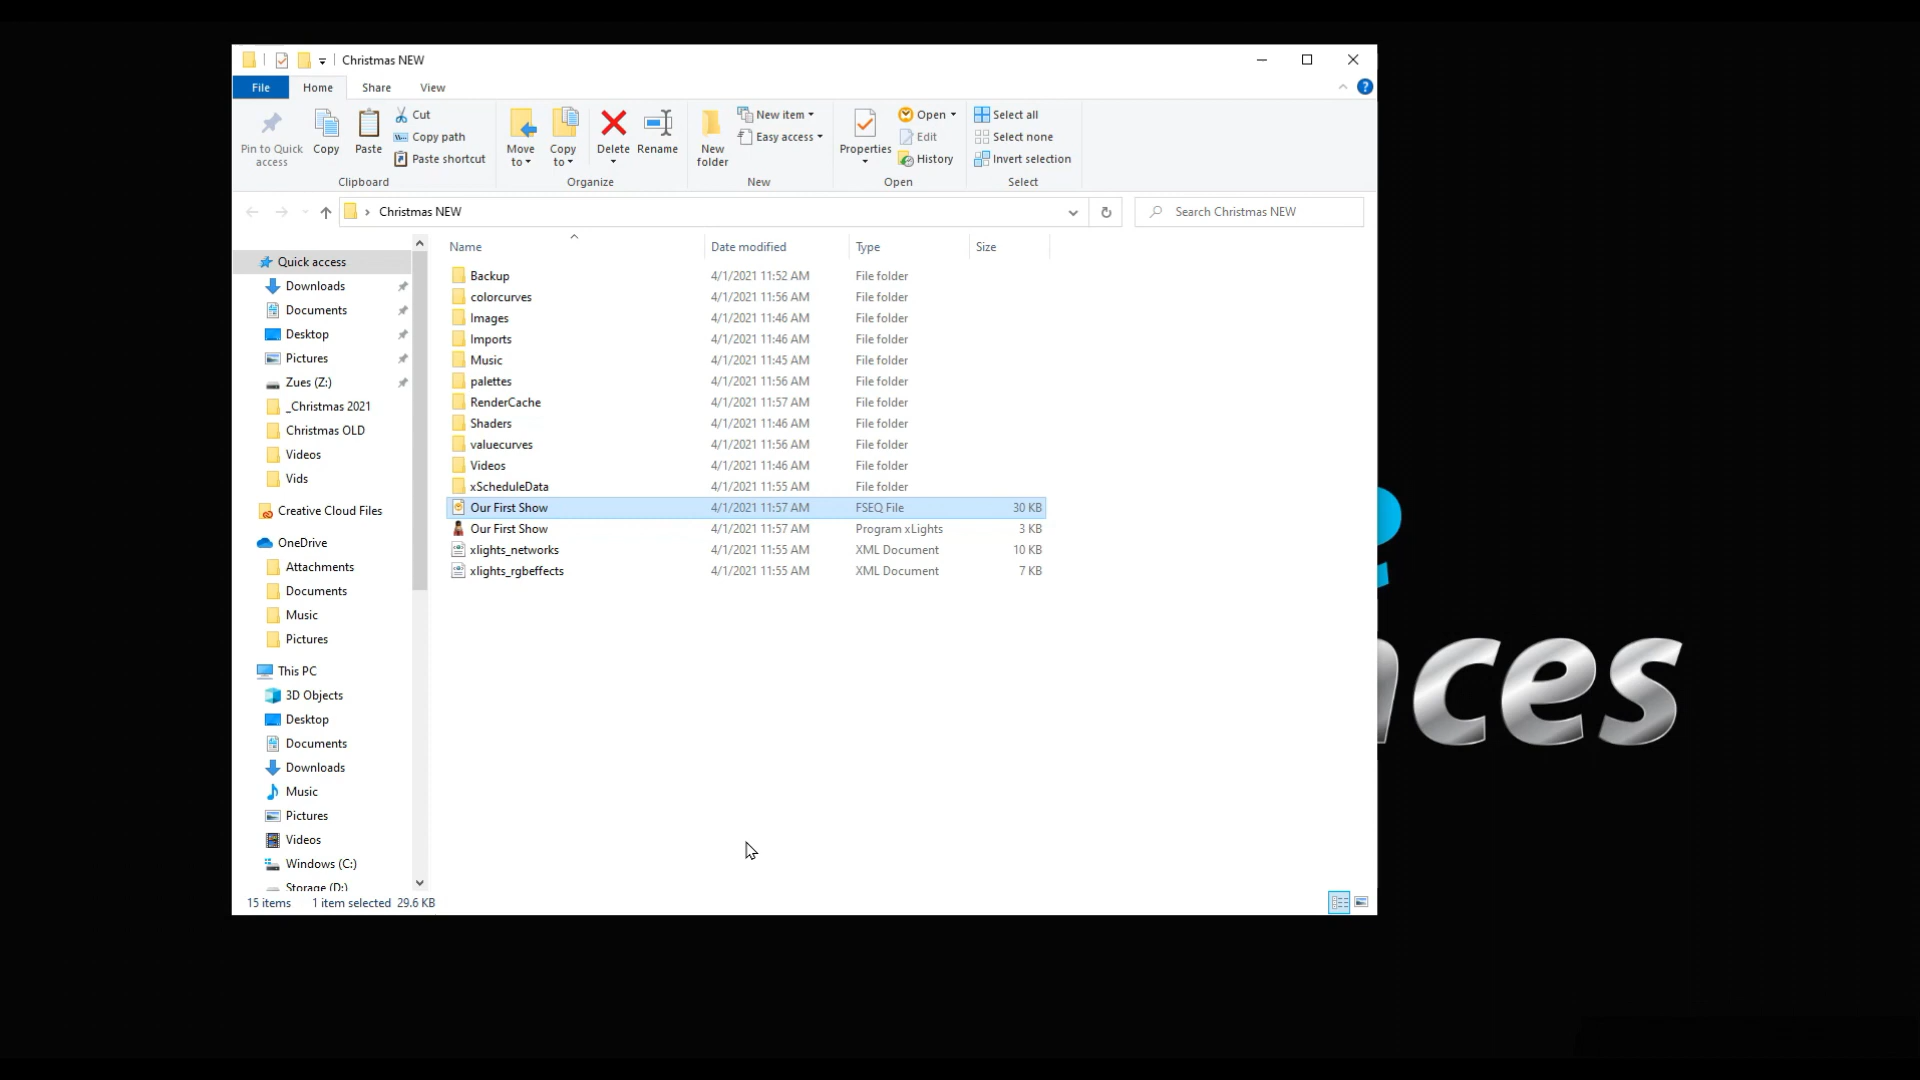 Christmas NEW
File Home Share View
Pin to Quick access
Copy
Paste
Cut
Copy path
Paste shortcut
Clipboard
Move to
Copy to
Delete
Rename
Organize
New folder
New item
Easy access
New
Properties
Open
Edit
History
Open
Select all
Select none
Invert selection
Select
Christmas NEW
Search Christmas NEW
Quick access
Downloads
Documents
Desktop
Pictures
Zues (Z:)
_Christmas 2021
Christmas OLD
Videos
Vids
Creative Cloud Files
OneDrive
Attachments
Documents
Music
Pictures
This PC
3D Objects
Desktop
Documents
Downloads
Music
Pictures
Videos
Windows (C:)
Storage (D:)
Name Date modified Type Size
Backup 4/1/2021 11:52 AM File folder
colorcurves 4/1/2021 11:56 AM File folder
Images 4/1/2021 11:46 AM File folder
Imports 4/1/2021 11:46 AM File folder
Music 4/1/2021 11:45 AM File folder
palettes 4/1/2021 11:56 AM File folder
RenderCache 4/1/2021 11:57 AM File folder
Shaders 4/1/2021 11:46 AM File folder
valuecurves 4/1/2021 11:56 AM File folder
Videos 4/1/2021 11:46 AM File folder
xScheduleData 4/1/2021 11:55 AM File folder
Our First Show 4/1/2021 11:57 AM FSEQ File 30 KB
Our First Show 4/1/2021 11:57 AM Program xLights 3 KB
xlights_networks 4/1/2021 11:55 AM XML Document 10 KB
xlights_rgbeffects 4/1/2021 11:55 AM XML Document 7 KB
15 items 1 item selected 29.6 KB